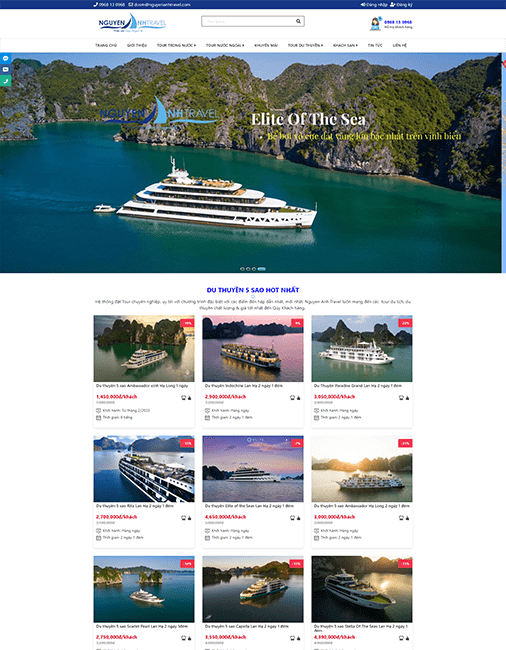 0968 13 0968
dcom@nguyenanhtravel.com
Đăng nhập
Đăng ký
NGUYEN ANH TRAVEL
0968 13 0968
Hỗ trợ khách hàng
TRANG CHỦ
GIỚI THIỆU
TOUR TRONG NƯỚC
TOUR NƯỚC NGOÀI
KHUYẾN MÃI
TOUR DU THUYỀN
KHÁCH SẠN
TIN TỨC
LIÊN HỆ
NGUYEN ANH TRAVEL
Elite Of The Sea
Bể bơi vô cực dát vàng lớn bậc nhất trên vịnh biển
DU THUYỀN 5 SAO HOT NHẤT
Hệ thống đặt Tour chuyên nghiệp, uy tín với chương trình đặc biệt với các điểm đến hấp dẫn nhất, mới nhất. Nguyen Anh Travel luôn mang đến các tour du lịch, du
thuyền chất lượng & giá tốt nhất đến Quý Khách hàng.
Du thuyền 5 sao Ambassador vịnh Hạ Long 1 ngày
1,450,000đ/khách
Khởi hành: Từ tháng 2/2023
Thời gian: 6 tiếng
Du thuyền Indochine Lan Hạ 2 ngày 1 đêm
2,900,000đ/khách
Khởi hành: Hàng ngày
Thời gian: 2 ngày 1 đêm
Du Thuyền Paradise Grand Lan Hạ 2 ngày 1 đêm
3,950,000đ/khách
Khởi hành: Hàng ngày
Thời gian: 2 ngày 1 đêm
Du thuyền 5 sao Rita Lan Hạ 2 ngày 1 đêm
2,700,000đ/khách
Khởi hành: Hàng ngày
Thời gian: 2 ngày 1 đêm
Du thuyền Elite of the Seas Lan Hạ 2 ngày 1 đêm
4,650,000đ/khách
Khởi hành: Hàng ngày
Thời gian: 2 ngày 1 đêm
Du thuyền 5 sao Ambassador Hạ Long 2 ngày 1 đêm
3,900,000đ/khách
Khởi hành: Hàng ngày
Thời gian: 2 ngày 1 đêm
Du thuyền 5 sao Scarlet Pearl Lan Hạ 2 ngày 1đêm
2,750,000đ/khách
Du thuyền 5 sao Capella Lan Hạ 2 ngày 1 đêm
3,550,000đ/khách
Du thuyền 5 sao Stella Of The Seas Lan Hạ 2 ngày 1
đêm
4,390,000đ/khách